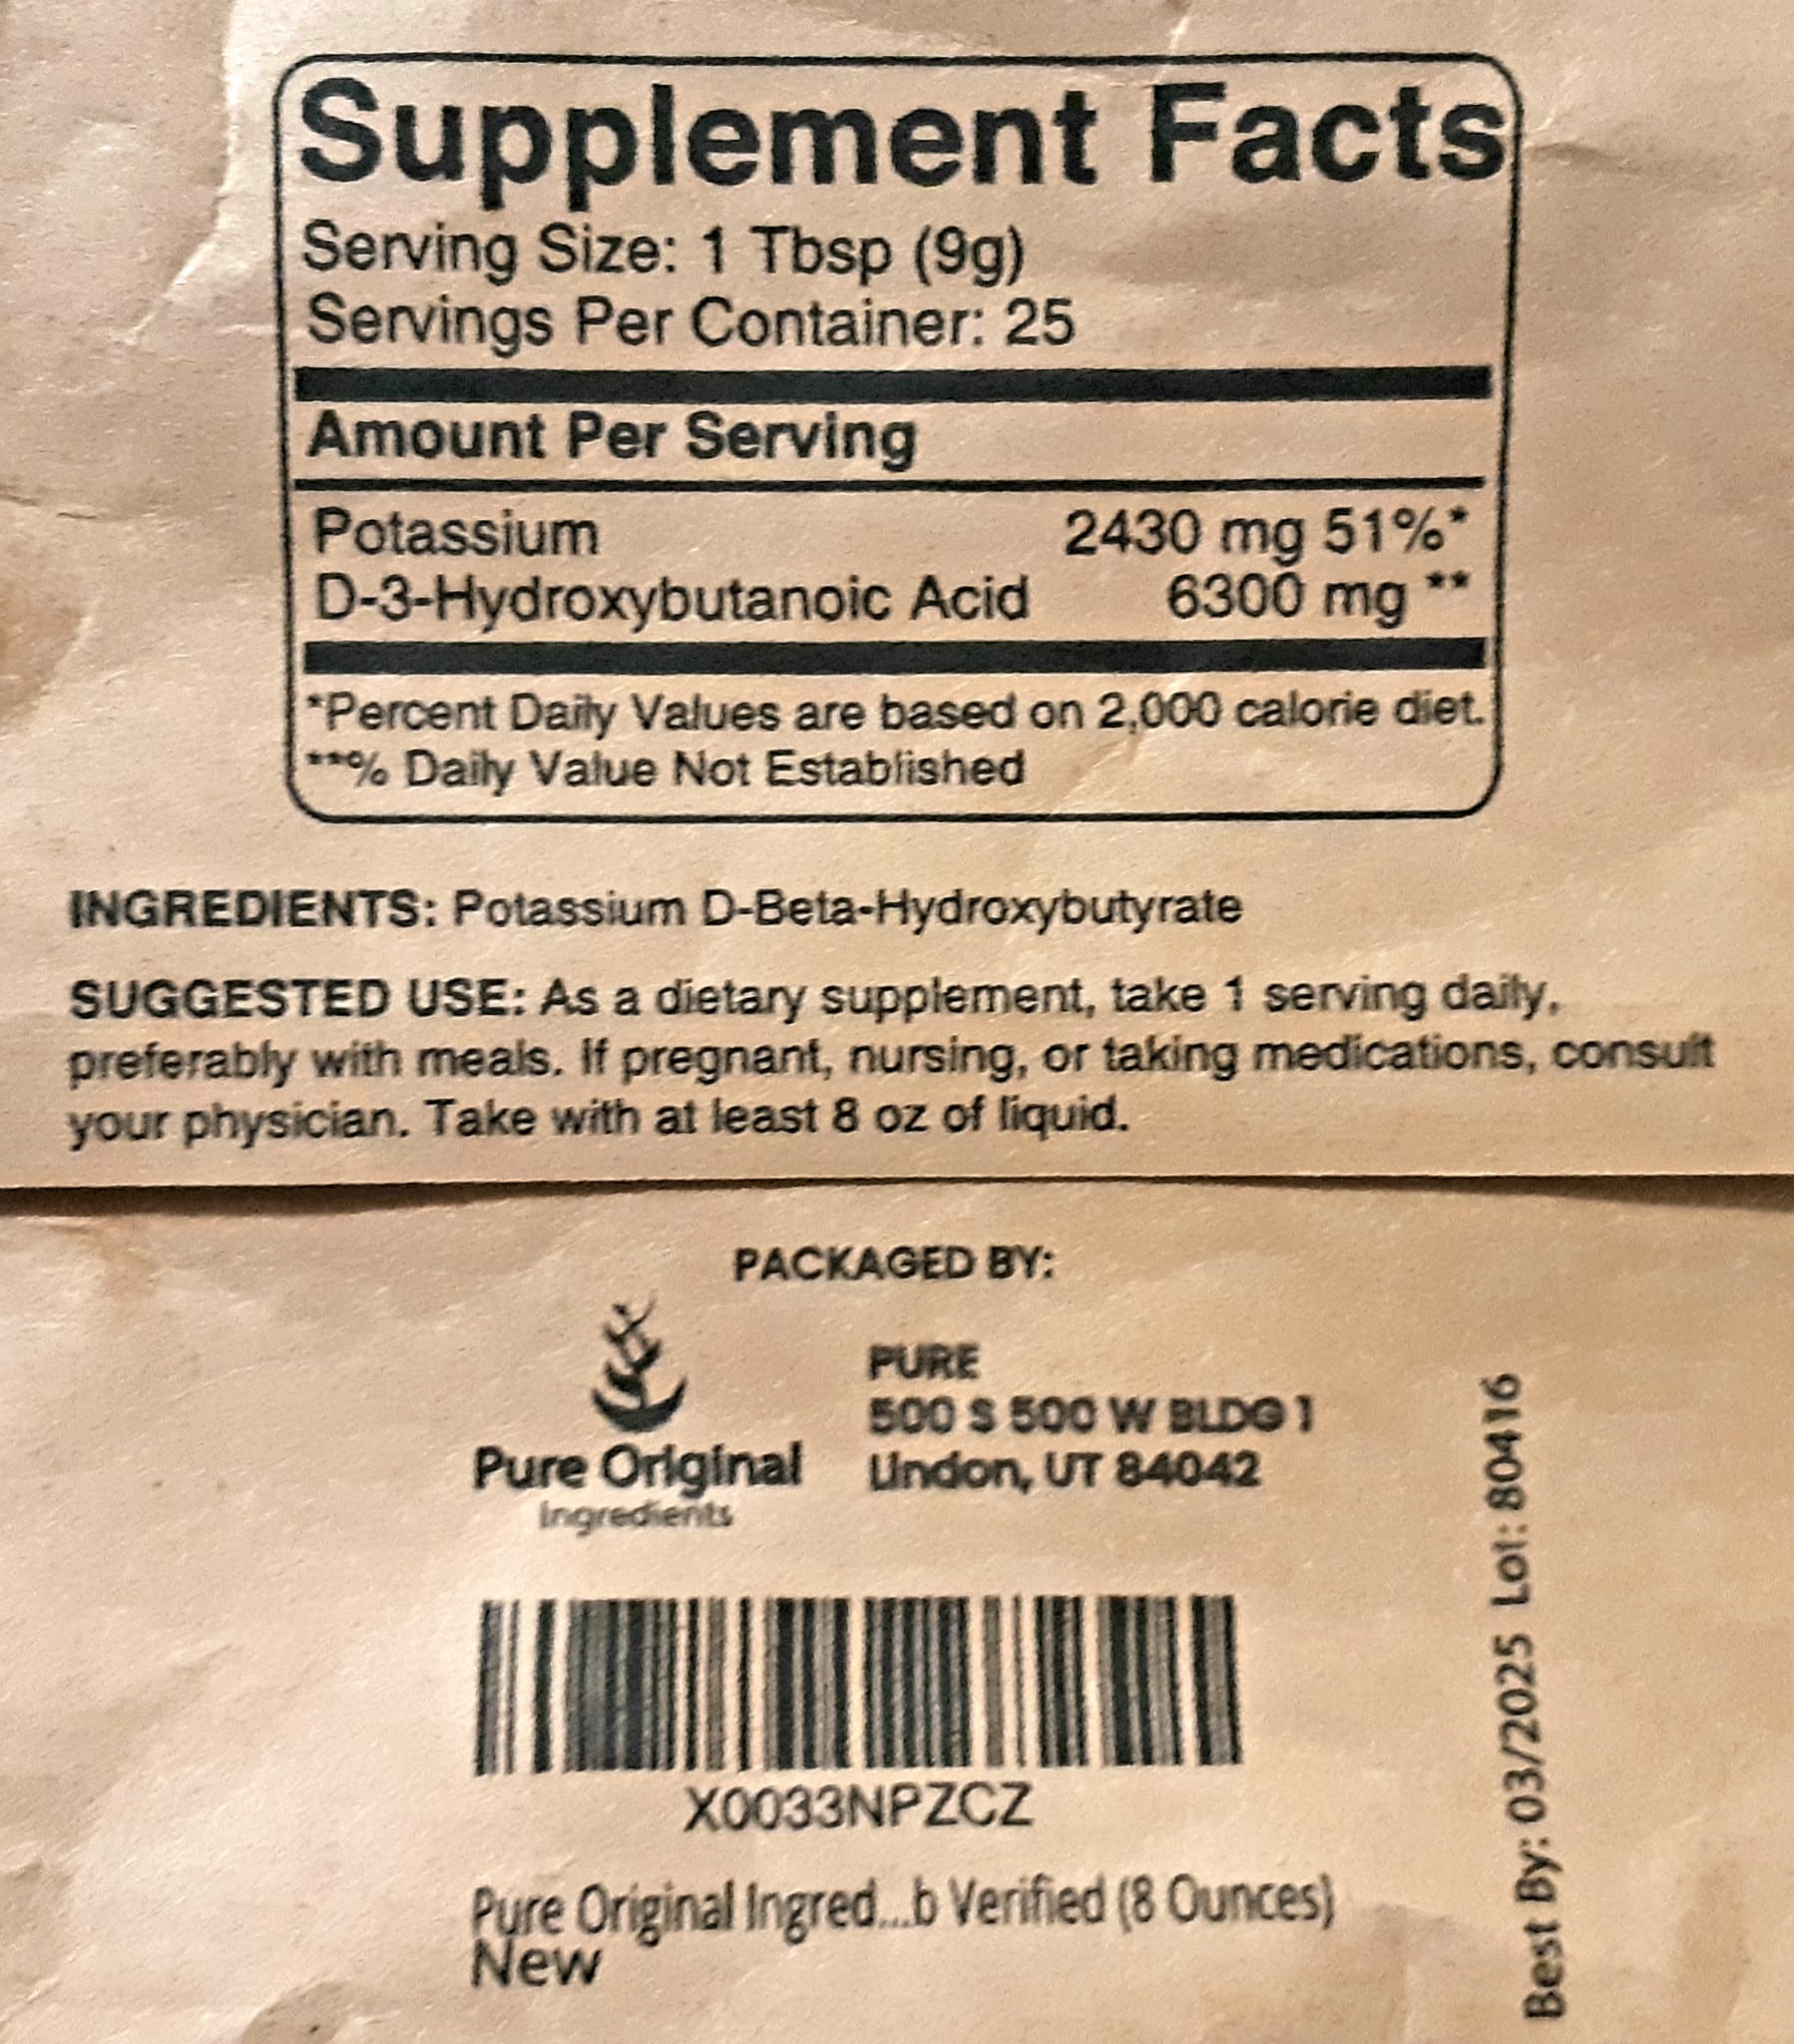 Supplement Facts
Serving Size: 1 Tbsp (9g)
Servings Per Container: 25
Amount Per Serving
Potassium 2430 mg 51%*
D-3-Hydroxybutanoic Acid 6300 mg **
*Percent Daily Values are based on 2,000 calorie diet.
**% Daily Value Not Established
INGREDIENTS: Potassium D-Beta-Hydroxybutyrate
SUGGESTED USE: As a dietary supplement, take 1 serving daily,
preferably with meals. If pregnant, nursing, or taking medications, consult
your physician. Take with at least 8 oz of liquid.
PACKAGED BY:
Pure Original
Ingredients
PURE
500 S 500 W BLDG 1
Lindon, UT 84042
X0033NPZCZ
Pure Original Ingred...b Verified (8 Ounces)
New
Best By: 03/2025 Lot: 80416